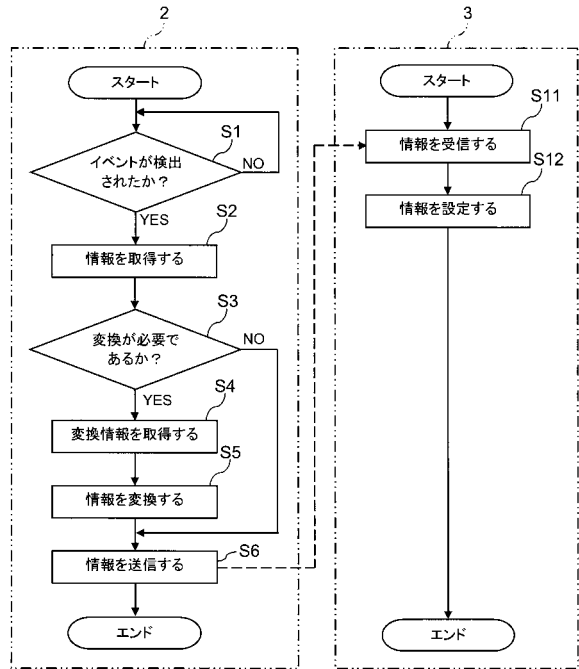 2
スタート
S1
イベントが検出
されたか？
NO
YES
S2
情報を取得する
S3
変換が必要で
あるか？
NO
YES
S4
変換情報を取得する
S5
情報を変換する
S6
情報を送信する
エンド
3
スタート
S11
情報を受信する
S12
情報を設定する
エンド